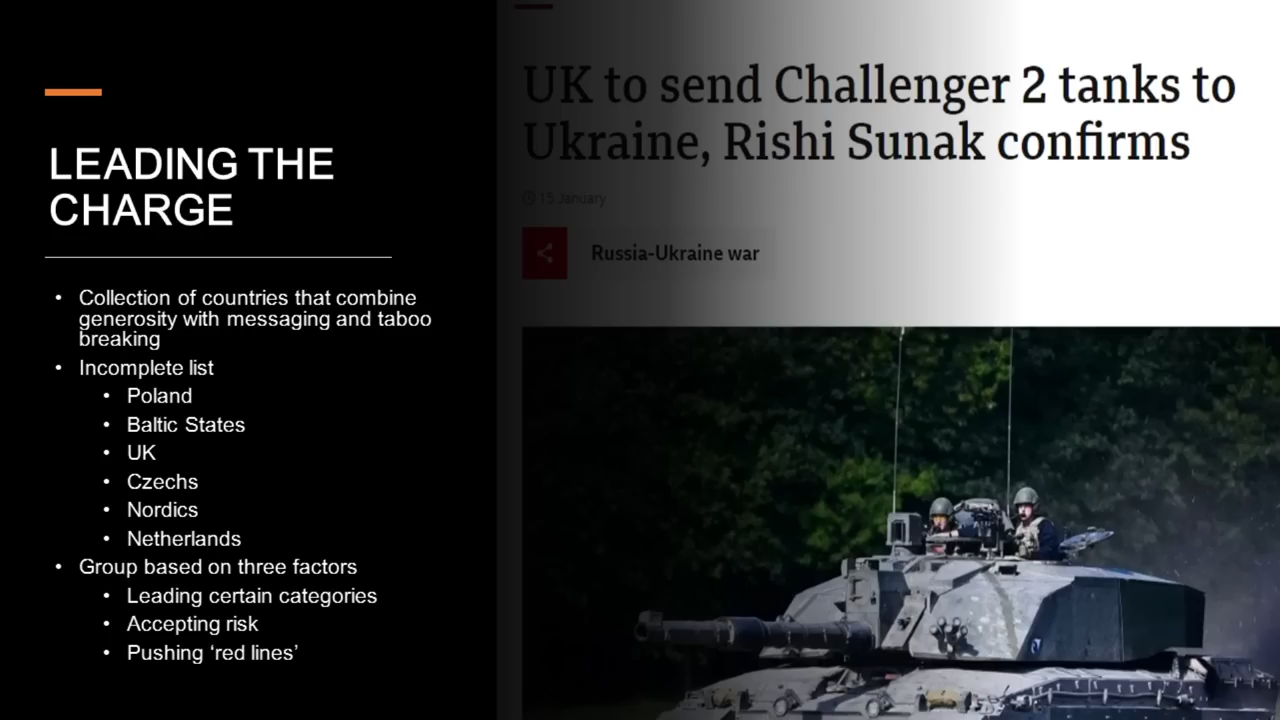 LEADING THE
CHARGE
• Collection of countries that combine
generosity with messaging and taboo
breaking
• Incomplete list
• Poland
• Baltic States
• UK
• Czechs
• Nordics
• Netherlands
• Group based on three factors
• Leading certain categories
• Accepting risk
• Pushing ‘red lines’
UK to send Challenger 2 tanks to
Ukraine, Rishi Sunak confirms
15 January
Russia-Ukraine war